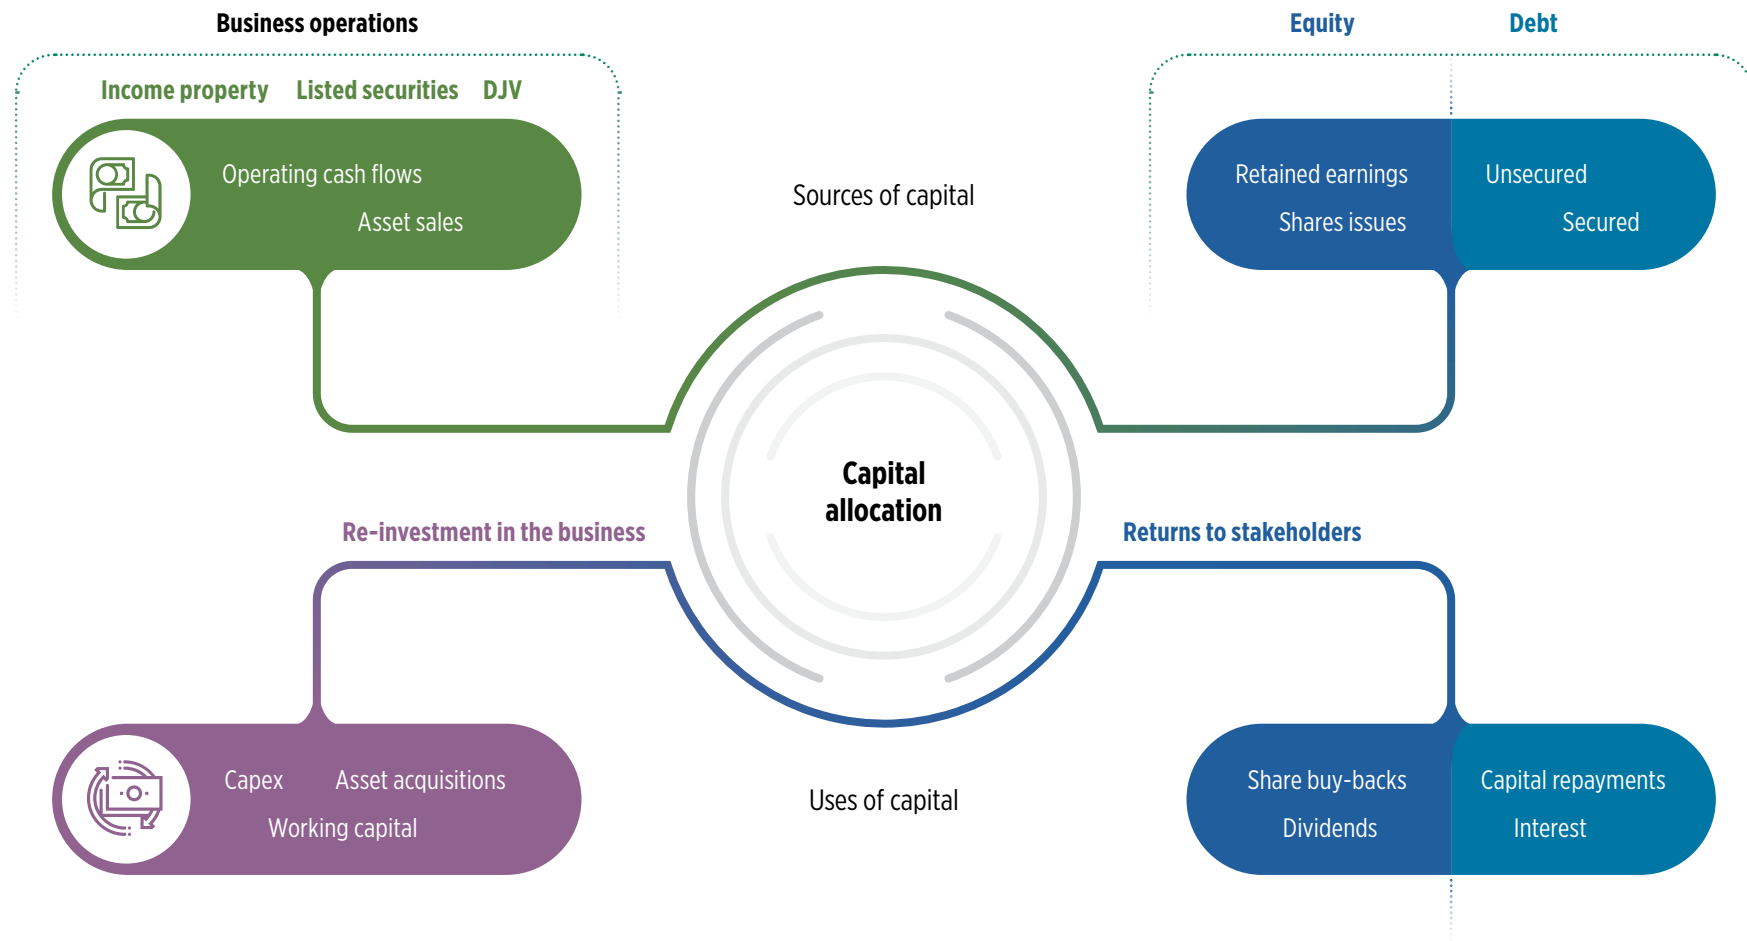 Business operations
Income property Listed securities DJV
Operating cash flows
Asset sales
Sources of capital
Equity Debt
Retained earnings
Shares issues
Unsecured
Secured
Capital
allocation
Re-investment in the business
Returns to stakeholders
Capex Asset acquisitions
Working capital
Uses of capital
Share buy-backs
Dividends
Capital repayments
Interest